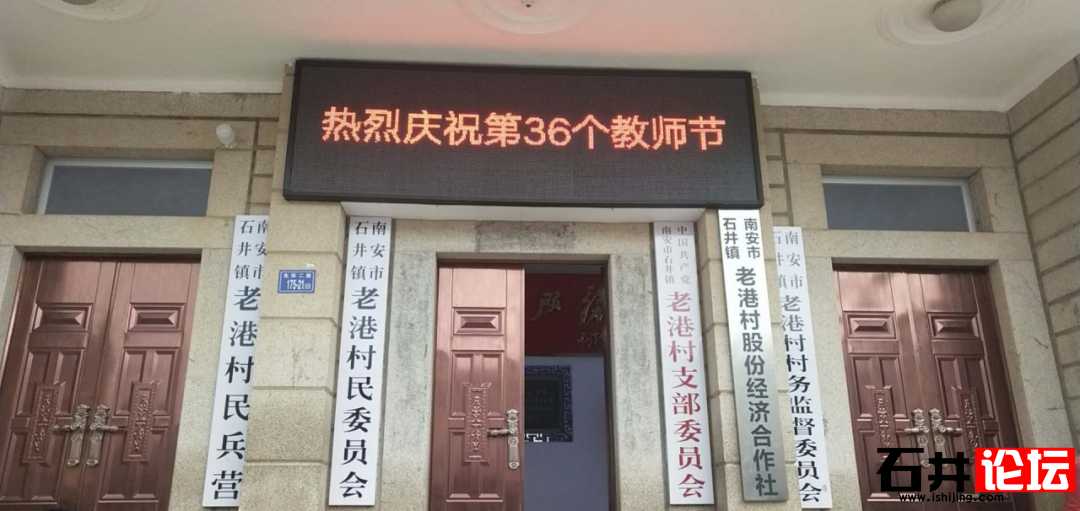 热烈庆祝第36个教师节
南安市
石井镇
老港村民兵营
175-21
南安市
石井镇
老港村民委员会
中国共产党
南安市石井镇
老港村支部委员会
南安市
石井镇
老港村股份经济合作社
南安市
石井镇
老港村村务监督委员会
石井论坛
www.ishijing.com